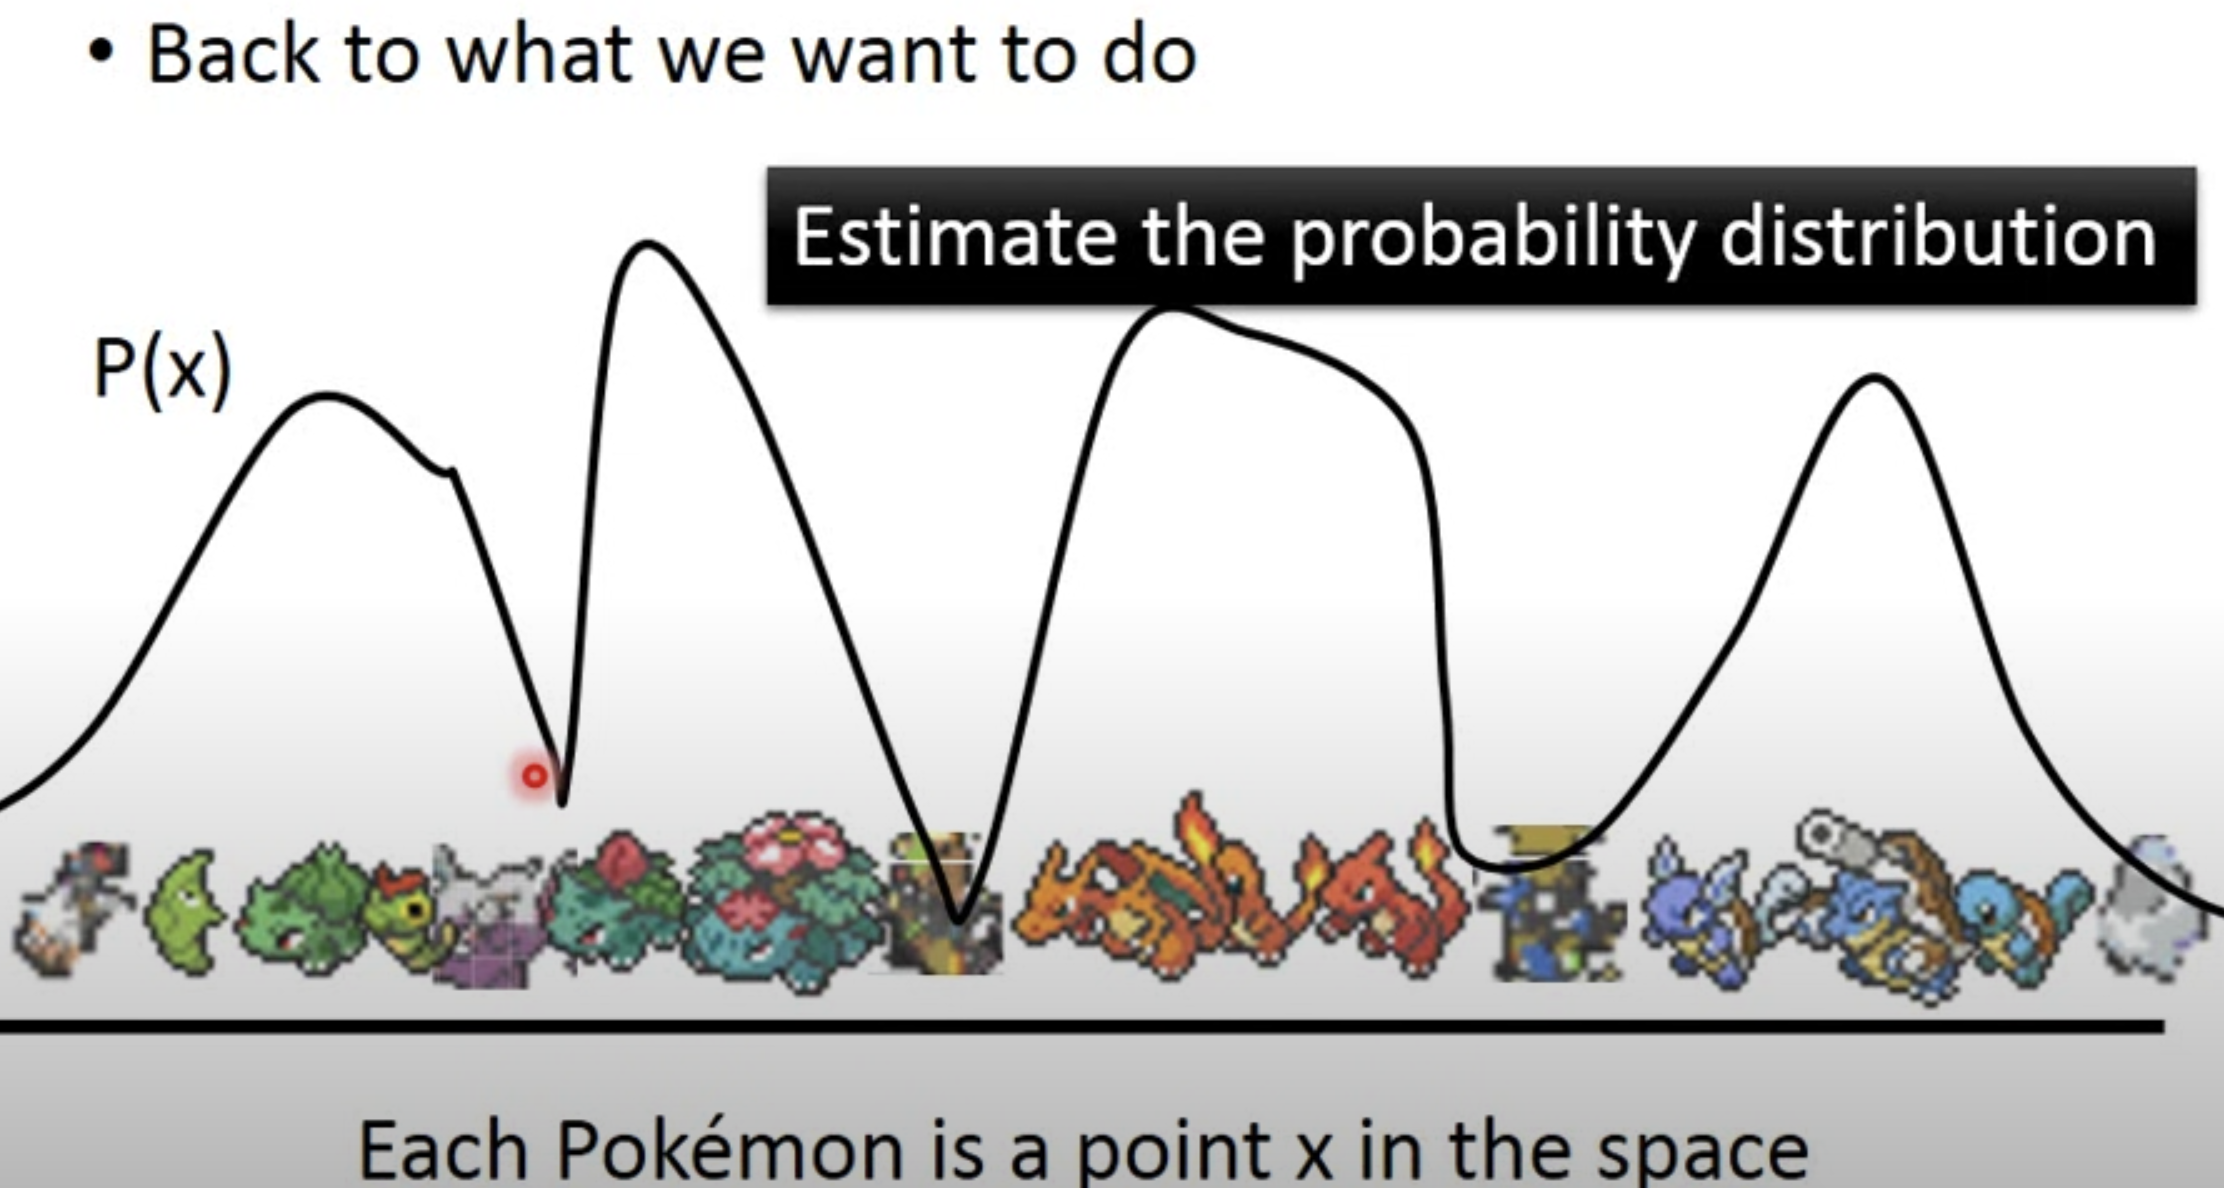 • Back to what we want to do
Estimate the probability distribution
P(x)
Each Pokémon is a point x in the space